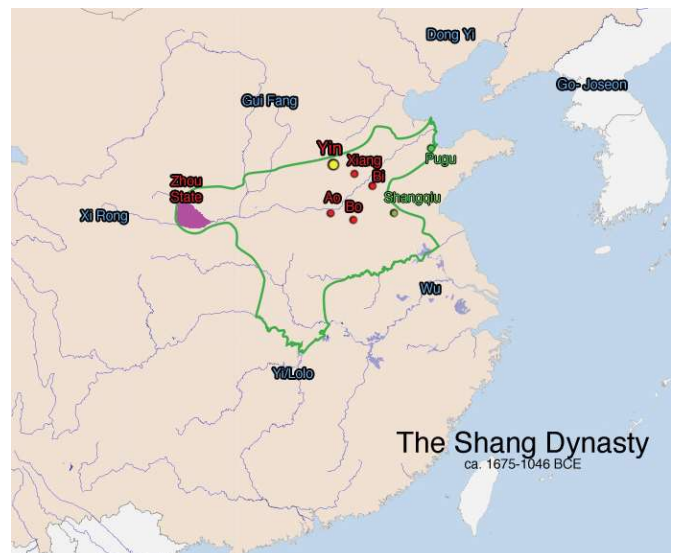 Dong Yi
Go- Joseon
Gui Fang
Yin
Xiang
Pugu
Bi
Zhou
State
Ao
Bo
Shangqiu
Xi Rong
Wu
Yi/Lolo
The Shang Dynasty
ca. 1675-1046 BCE